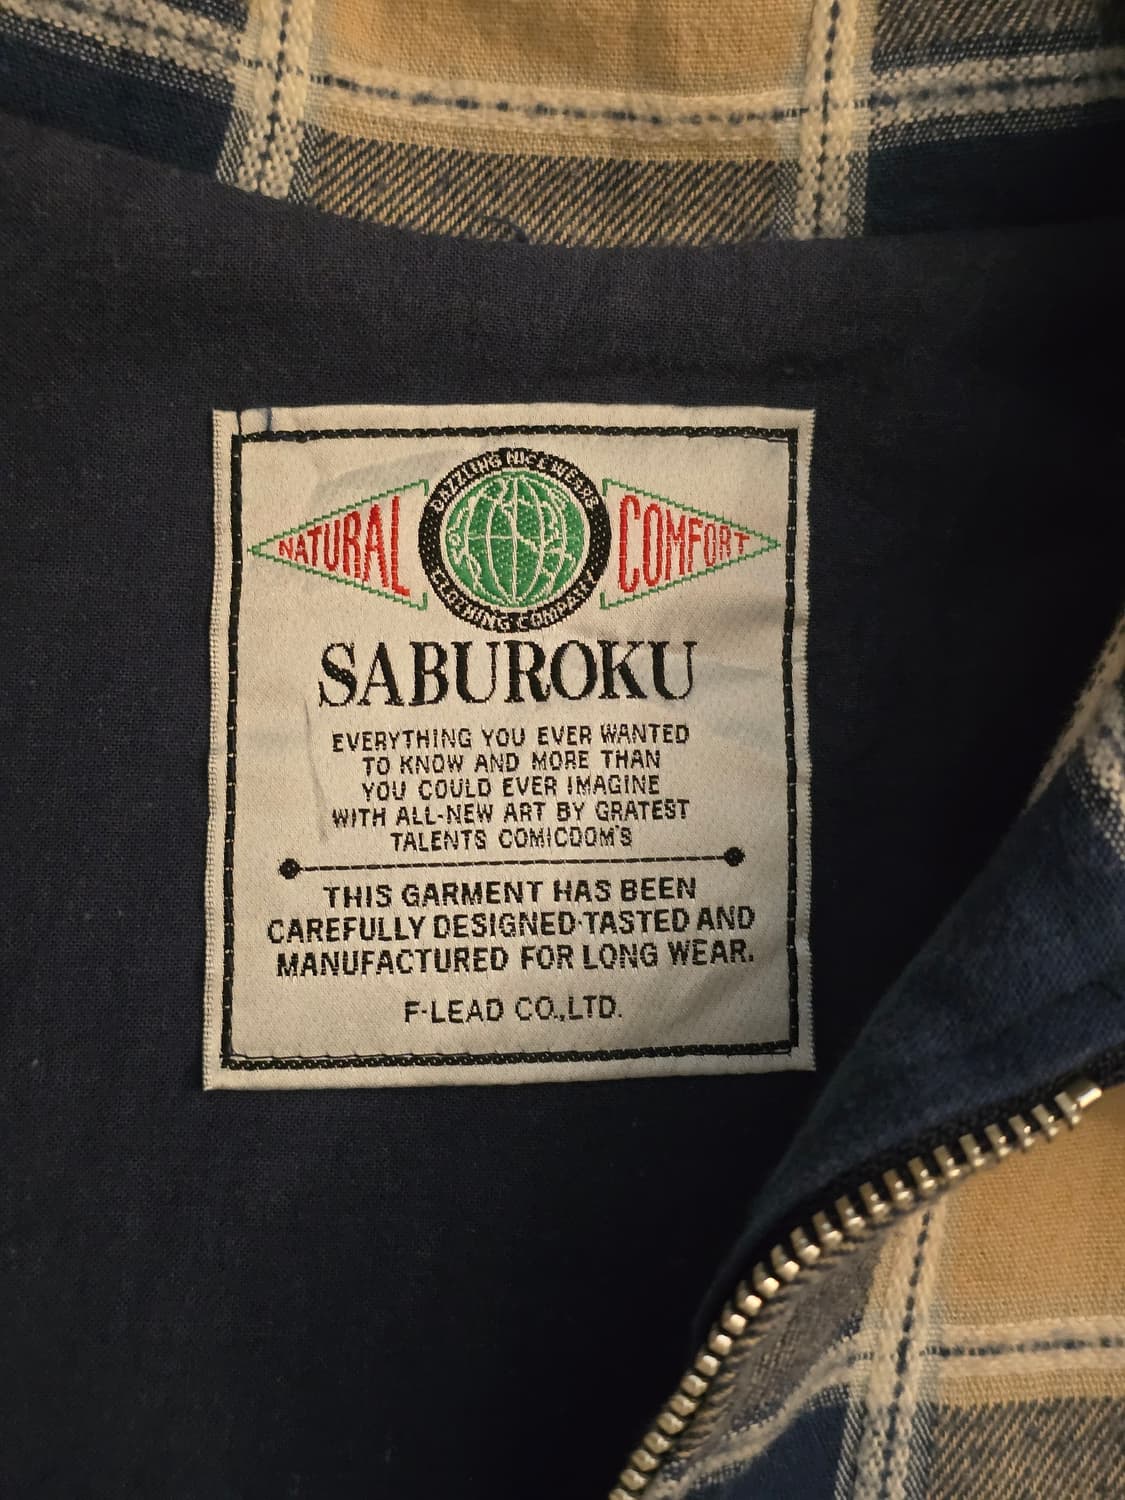 DAZZLING NICE WEARS
NATURAL
COMFORT
CLOTHING COMPANY
SABUROKU
EVERYTHING YOU EVER WANTED
TO KNOW AND MORE THAN
YOU COULD EVER IMAGINE
WITH ALL-NEW ART BY GRATEST
TALENTS COMICDOM'S
THIS GARMENT HAS BEEN
CAREFULLY DESIGNED·TASTED AND
MANUFACTURED FOR LONG WEAR.
F-LEAD CO.,LTD.